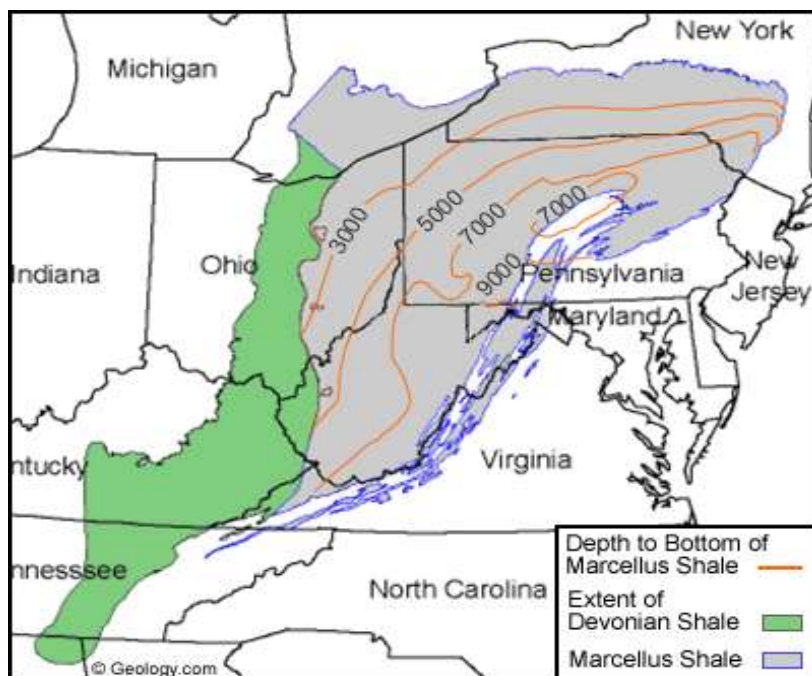 New York
Michigan
3000
5000
7000
7000
9000
Indiana
Ohio
Pennsylvania
New
Jersey
Maryland
ntucky
Virginia
nnesssee
North Carolina
Depth to Bottom of
Marcellus Shale
Extent of
Devonian Shale
Marcellus Shale
© Geology.com